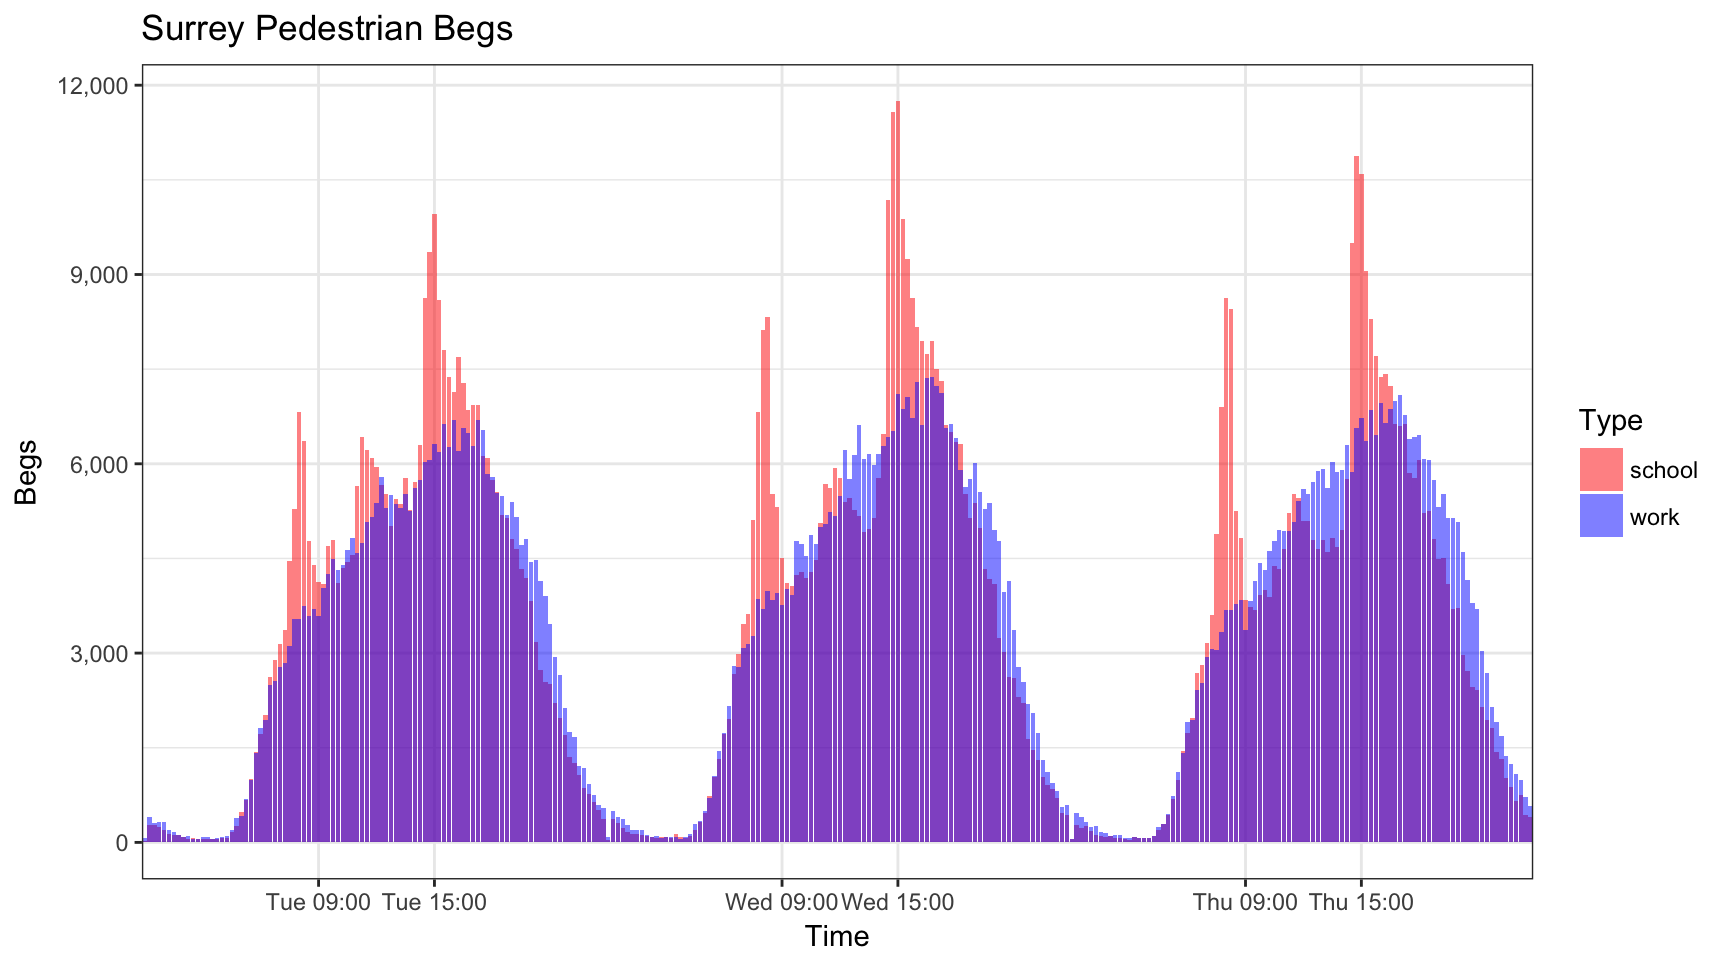 Surrey Pedestrian Begs
12,000
9,000
6,000
3,000
0
Begs
Tue 09:00 Tue 15:00 Wed 09:00 Wed 15:00 Thu 09:00 Thu 15:00
Time
Type
school
work